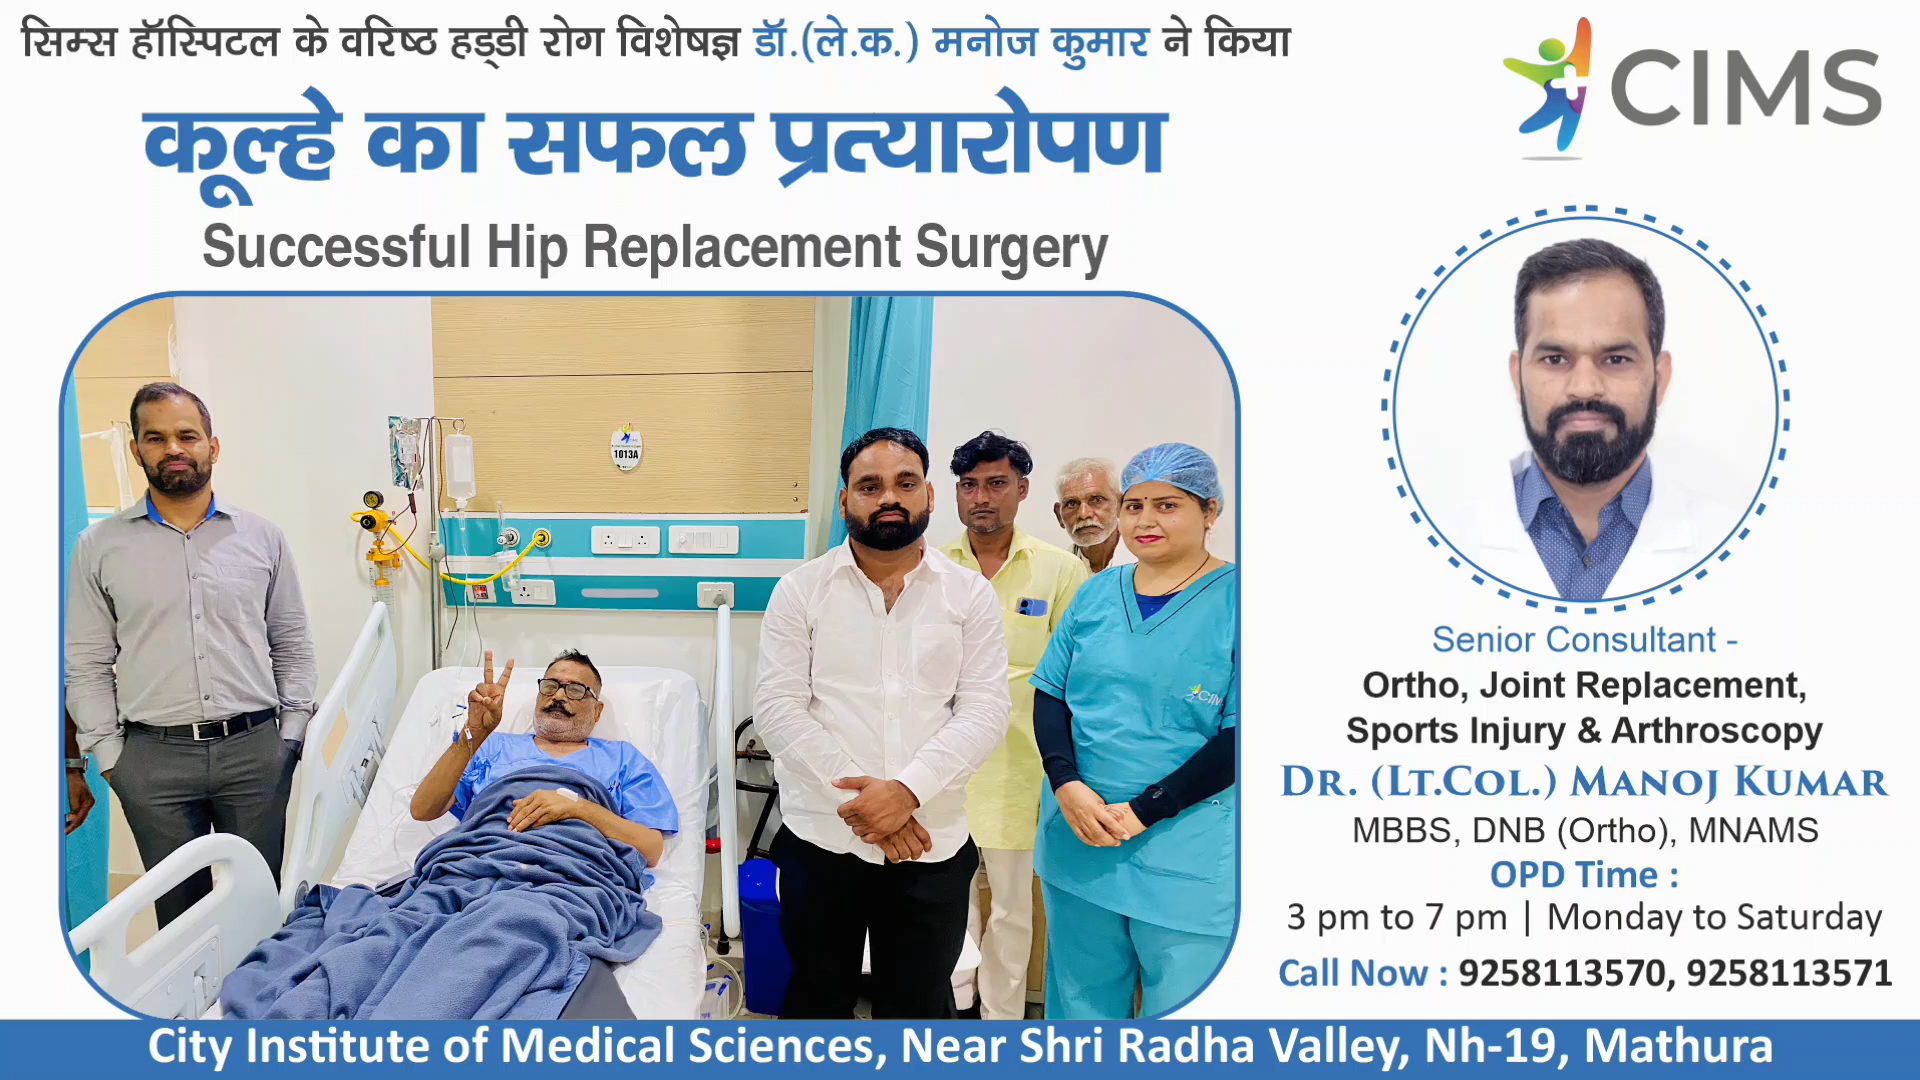 सिम्स हॉस्पिटल के वरिष्ठ हड्डी रोग विशेषज्ञ डॉ.(ले.क.) मनोज कुमार ने किया
कूल्हे का सफल प्रत्यारोपण
Successful Hip Replacement Surgery
CIMS
1013A
CIM
Senior Consultant -
Ortho, Joint Replacement,
Sports Injury & Arthroscopy
DR. (LT.COL.) MANOJ KUMAR
MBBS, DNB (Ortho), MNAMS
OPD Time :
3 pm to 7 pm | Monday to Saturday
Call Now : 9258113570, 9258113571
City Institute of Medical Sciences, Near Shri Radha Valley, Nh-19, Mathura